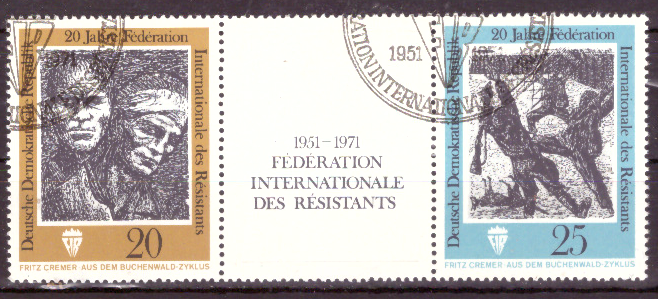 20 Jahre Fédération
Internationale des Résistants
Deutsche Demokratische Republik
20
FRITZ CREMER · AUS DEM BUCHENWALD-ZYKLUS
1951–1971
FÉDÉRATION
INTERNATIONALE
DES RÉSISTANTS
1951
ATION INTERNATIONA
20 Jahre Fédération
Internationale des Résistants
Deutsche Demokratische Republik
25
FRITZ CREMER · AUS DEM BUCHENWALD-ZYKLUS